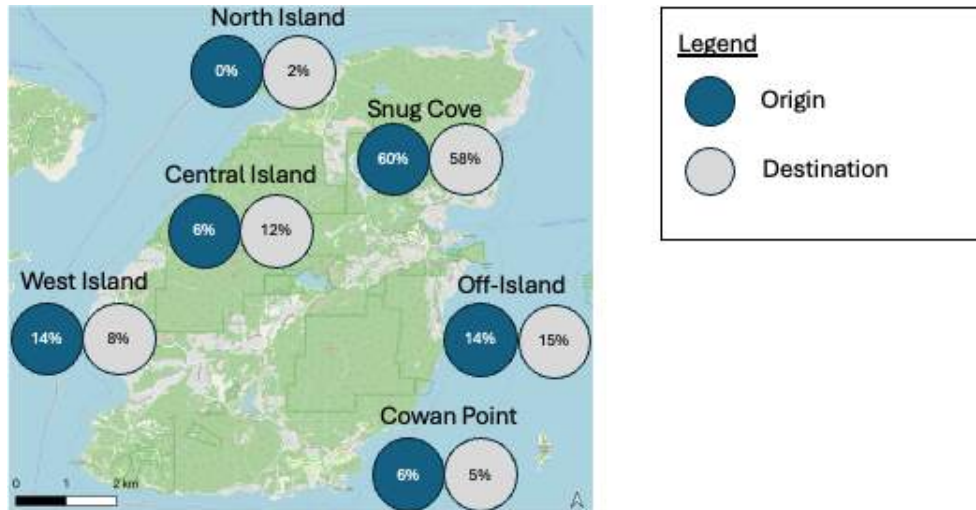 North Island
0% 2%
Snug Cove
60% 58%
Central Island
6% 12%
West Island
14% 8%
Off-Island
14% 15%
Cowan Point
6% 5%
0 1 2 km
Legend
Origin
Destination